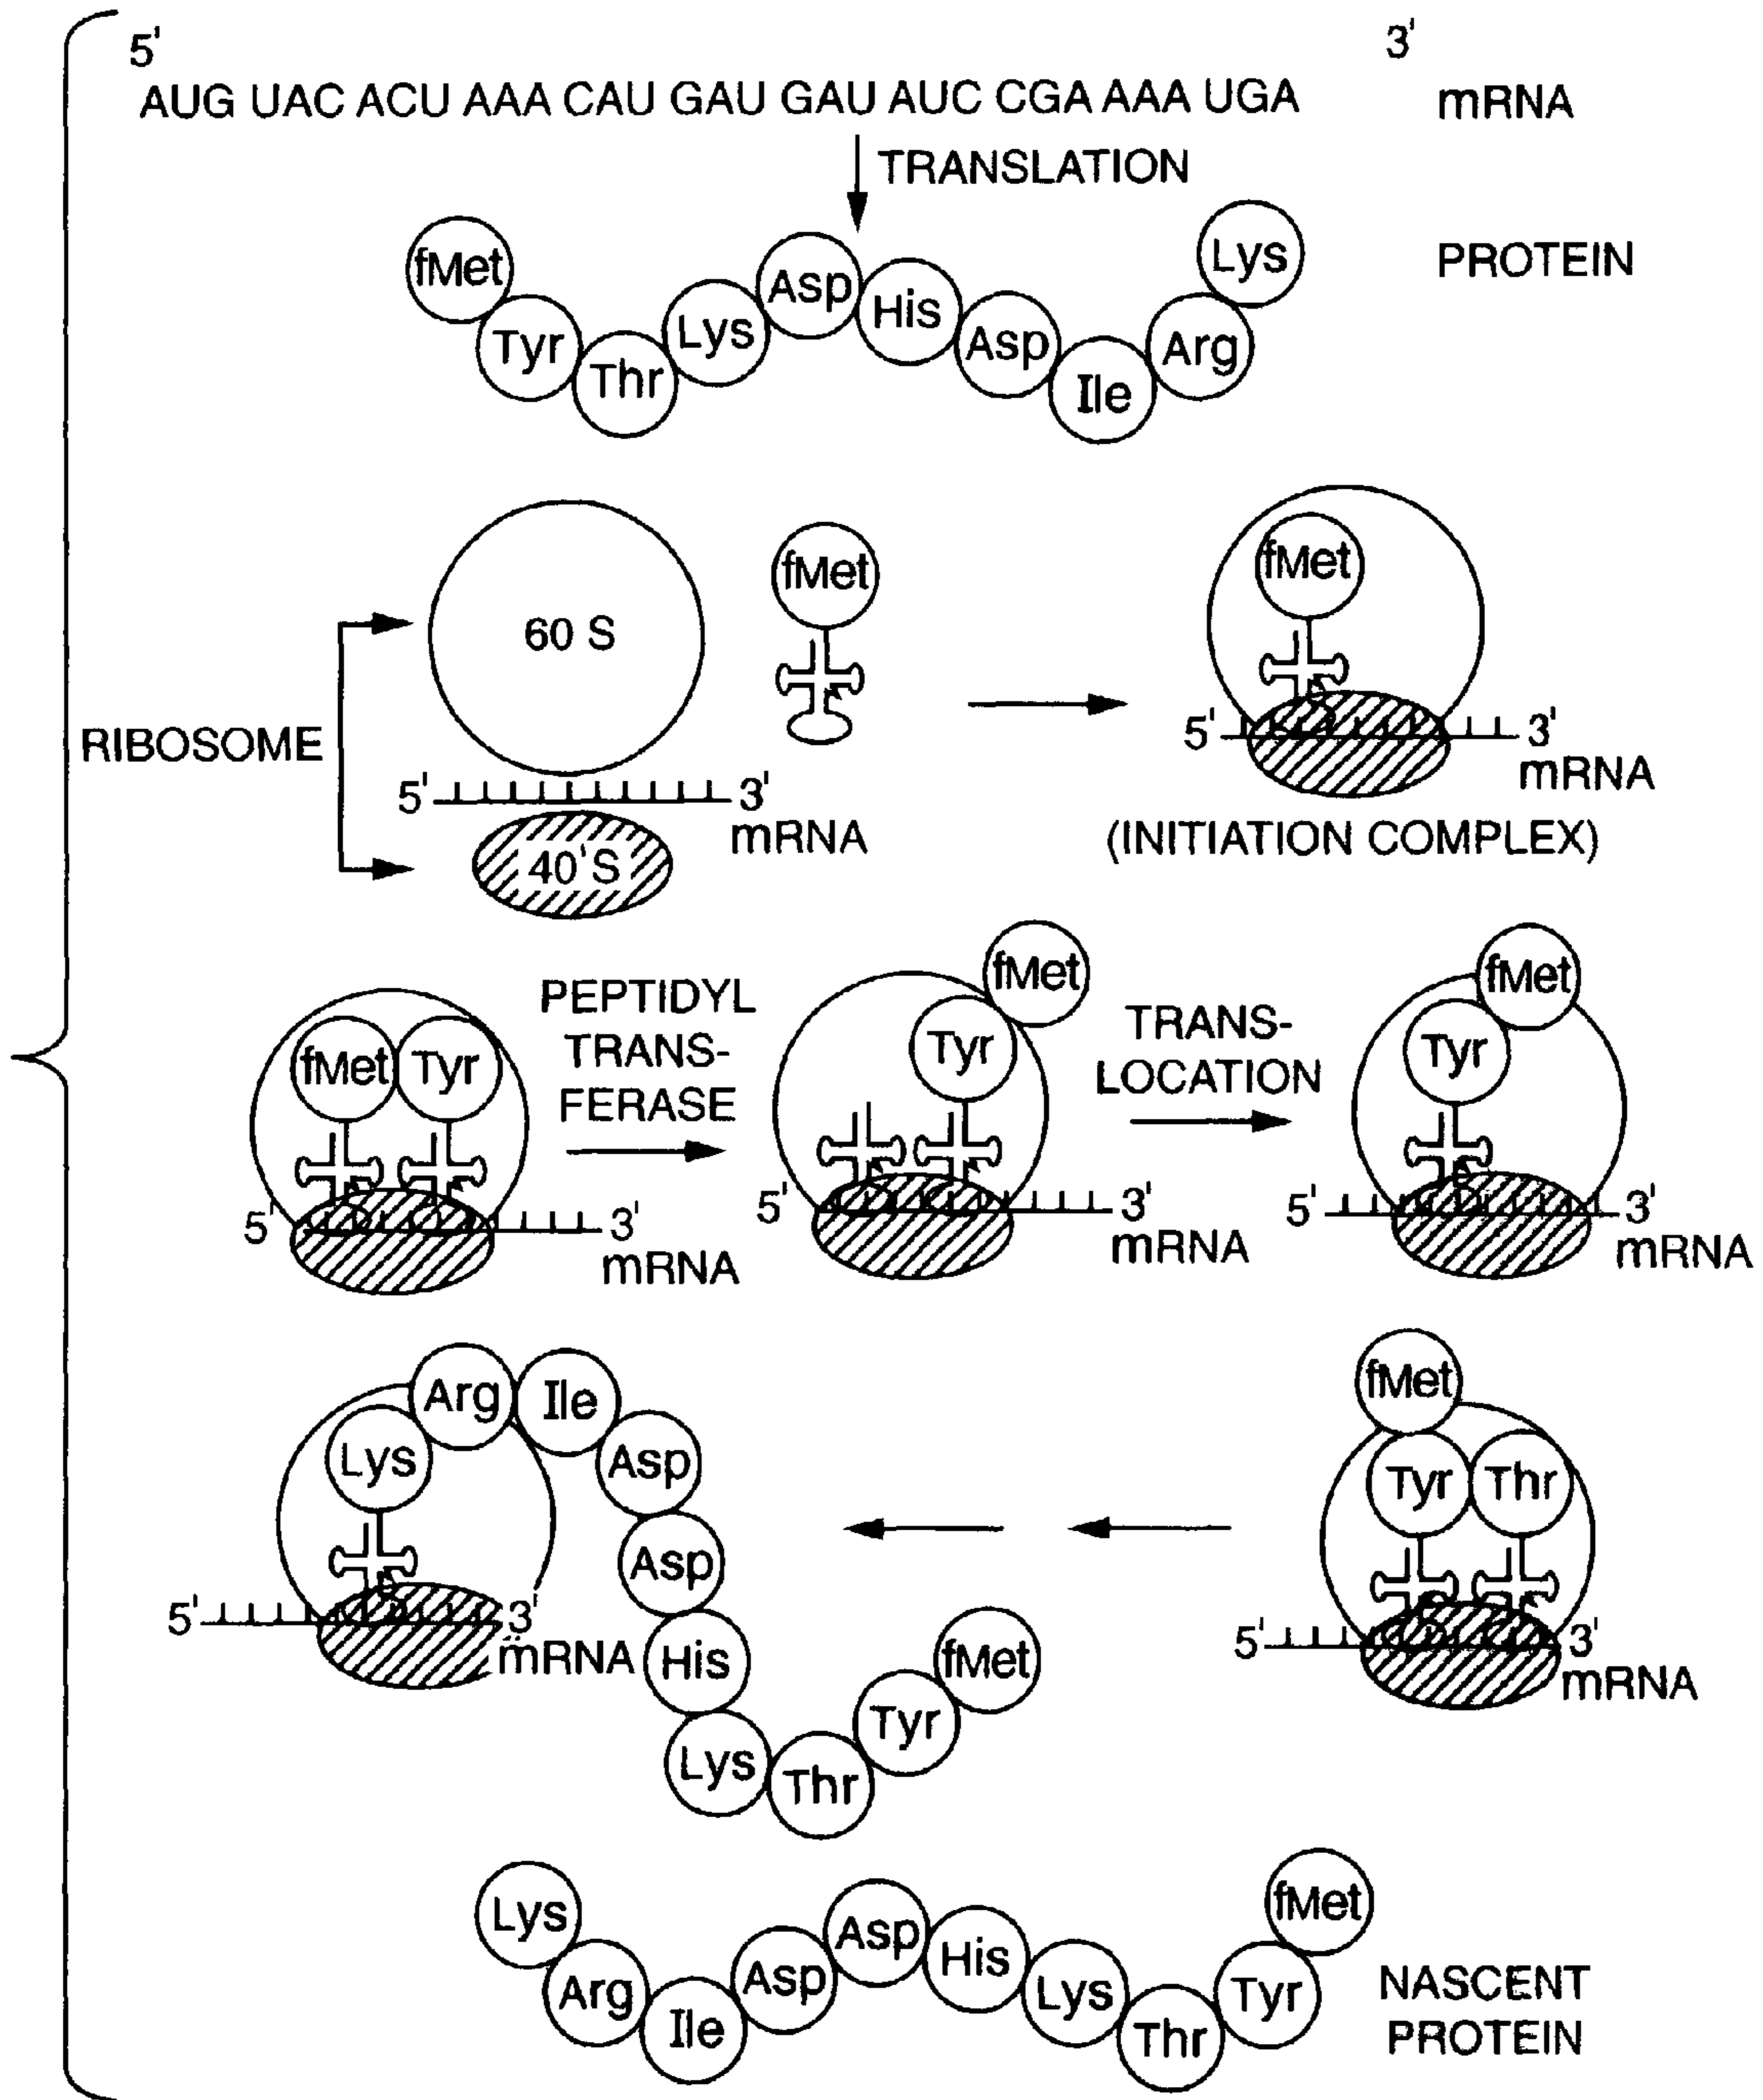 5' 3'
AUG UAC ACU AAA CAU GAU GAU AUC CGA AAA UGA mRNA
TRANSLATION
fMet Tyr Thr Lys Asp His Asp Ile Arg Lys
PROTEIN
60 S
fMet
fMet
RIBOSOME
5' 3'
mRNA
40'S
5' 3'
mRNA
(INITIATION COMPLEX)
fMet Tyr
5' 3'
mRNA
PEPTIDYL
TRANS-
FERASE
fMet
Tyr
5' 3'
mRNA
TRANS-
LOCATION
fMet
Tyr
5' 3'
mRNA
fMet
Tyr Thr
5' 3'
mRNA
Lys Arg Ile Asp Asp His Lys Thr Tyr fMet
5' 3'
mRNA
Lys Arg Ile Asp Asp His Lys Thr Tyr fMet
NASCENT
PROTEIN